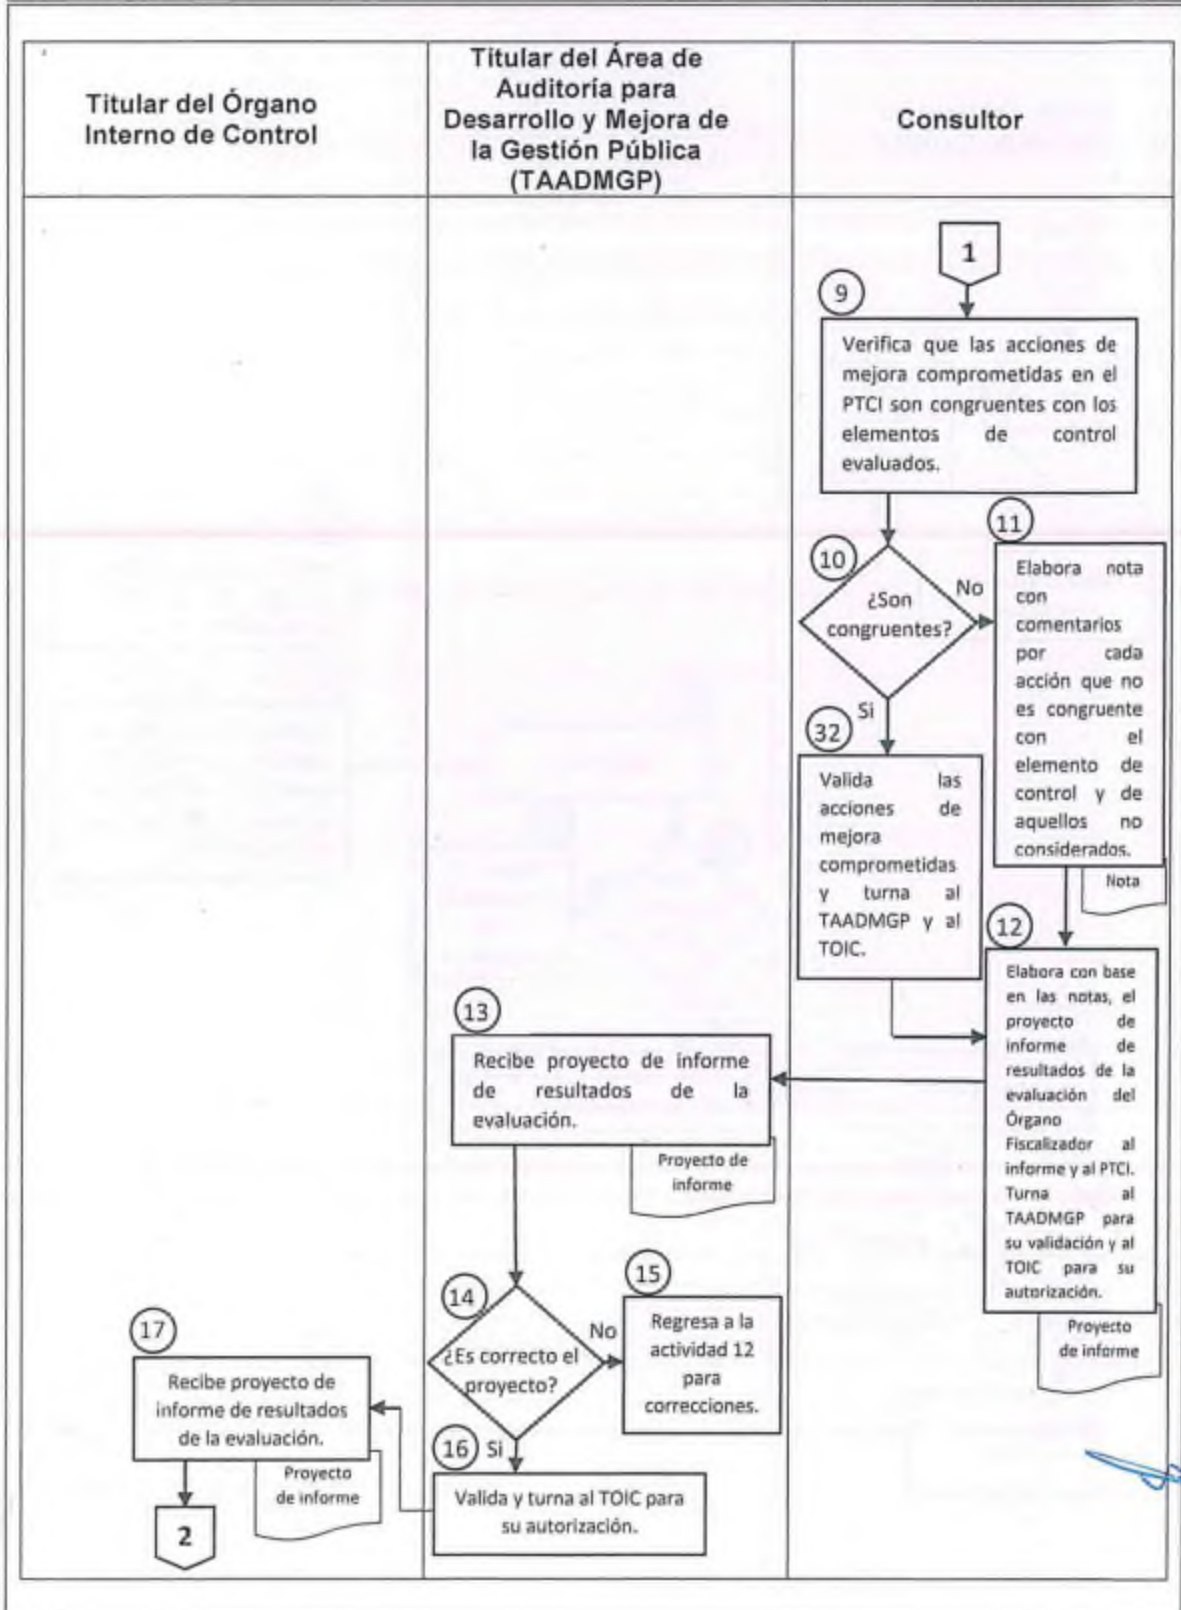 Titular del Órgano
Interno de Control
Titular del Área de
Auditoría para
Desarrollo y Mejora de
la Gestión Pública
(TAADMGP)
Consultor
1
9
Verifica que las acciones de
mejora comprometidas en el
PTCI son congruentes con los
elementos de control
evaluados.
10
¿Son
congruentes?
No
Si
11
Elabora nota
con
comentarios
por cada
acción que no
es congruente
con el
elemento de
control y de
aquellos no
considerados.
Nota
32
Valida las
acciones de
mejora
comprometidas
y turna al
TAADMGP y al
TOIC.
12
Elabora con base
en las notas, el
proyecto de
informe de
resultados de la
evaluación del
Órgano
Fiscalizador al
informe y al PTCI.
Turna al
TAADMGP para
su validación y al
TOIC para su
autorización.
Proyecto
de informe
13
Recibe proyecto de informe
de resultados de la
evaluación.
Proyecto de
informe
14
¿Es correcto el
proyecto?
No
15
Regresa a la
actividad 12
para
correcciones.
16
Si
Valida y turna al TOIC para
su autorización.
17
Recibe proyecto de
informe de resultados
de la evaluación.
Proyecto
de informe
2